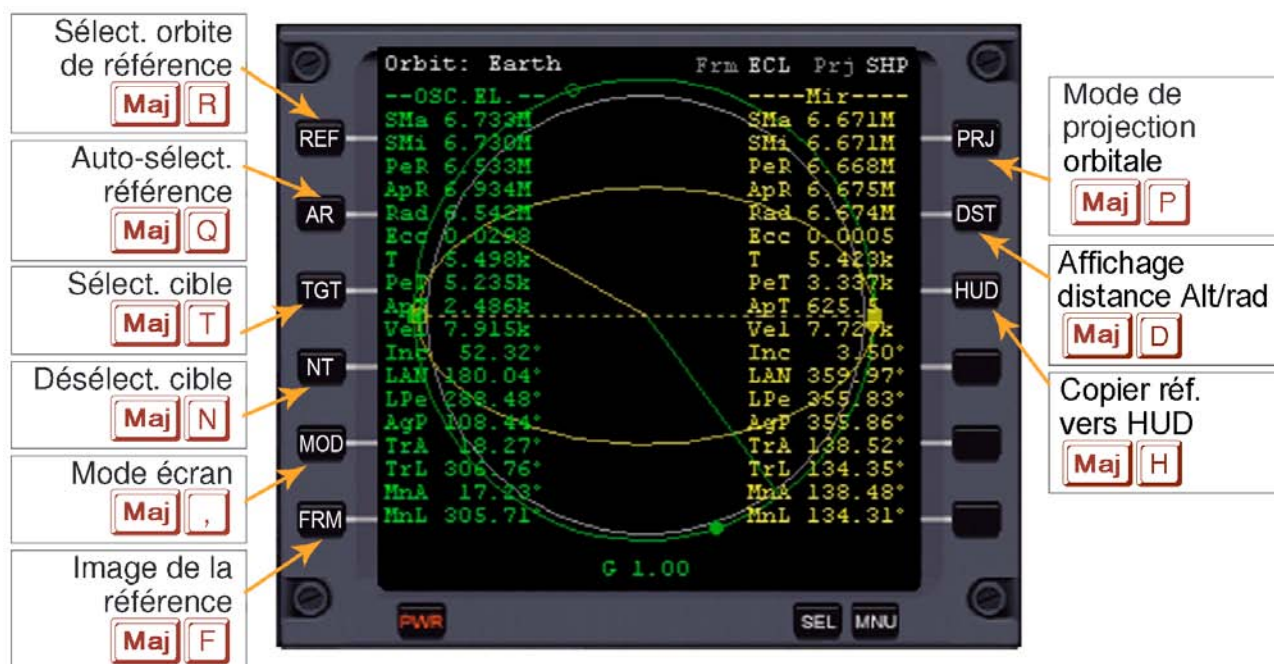 Sélect. orbite
de référence
Maj R
Auto-sélect.
référence
Maj Q
Sélect. cible
Maj T
Désélect. cible
Maj N
Mode écran
Maj ,
Image de la
référence
Maj F
REF
AR
TGT
NT
MOD
FRM
Orbit: Earth Frm ECL Prj SHP
--OSC.EL.--
SMa 6.733M
SMi 6.730M
PeR 6.533M
ApR 6.934M
Rad 6.542M
Ecc 0.0298
T 5.498k
PeT 5.235k
ApT 2.486k
Vel 7.915k
Inc 52.32°
LAN 180.04°
LPe 288.48°
AgP 108.44°
TrA 18.27°
TrL 306.76°
MnA 17.23°
MnL 305.71°
----Mir----
SMa 6.671M
SMi 6.671M
PeR 6.668M
ApR 6.675M
Rad 6.674M
Ecc 0.0005
T 5.423k
PeT 3.337k
ApT 625.5
Vel 7.727k
Inc 3.50°
LAN 359.97°
LPe 355.83°
AgP 355.86°
TrA 138.52°
TrL 134.35°
MnA 138.48°
MnL 134.31°
G 1.00
PWR
SEL MNU
PRJ
DST
HUD
Mode de
projection
orbitale
Maj P
Affichage
distance Alt/rad
Maj D
Copier réf.
vers HUD
Maj H